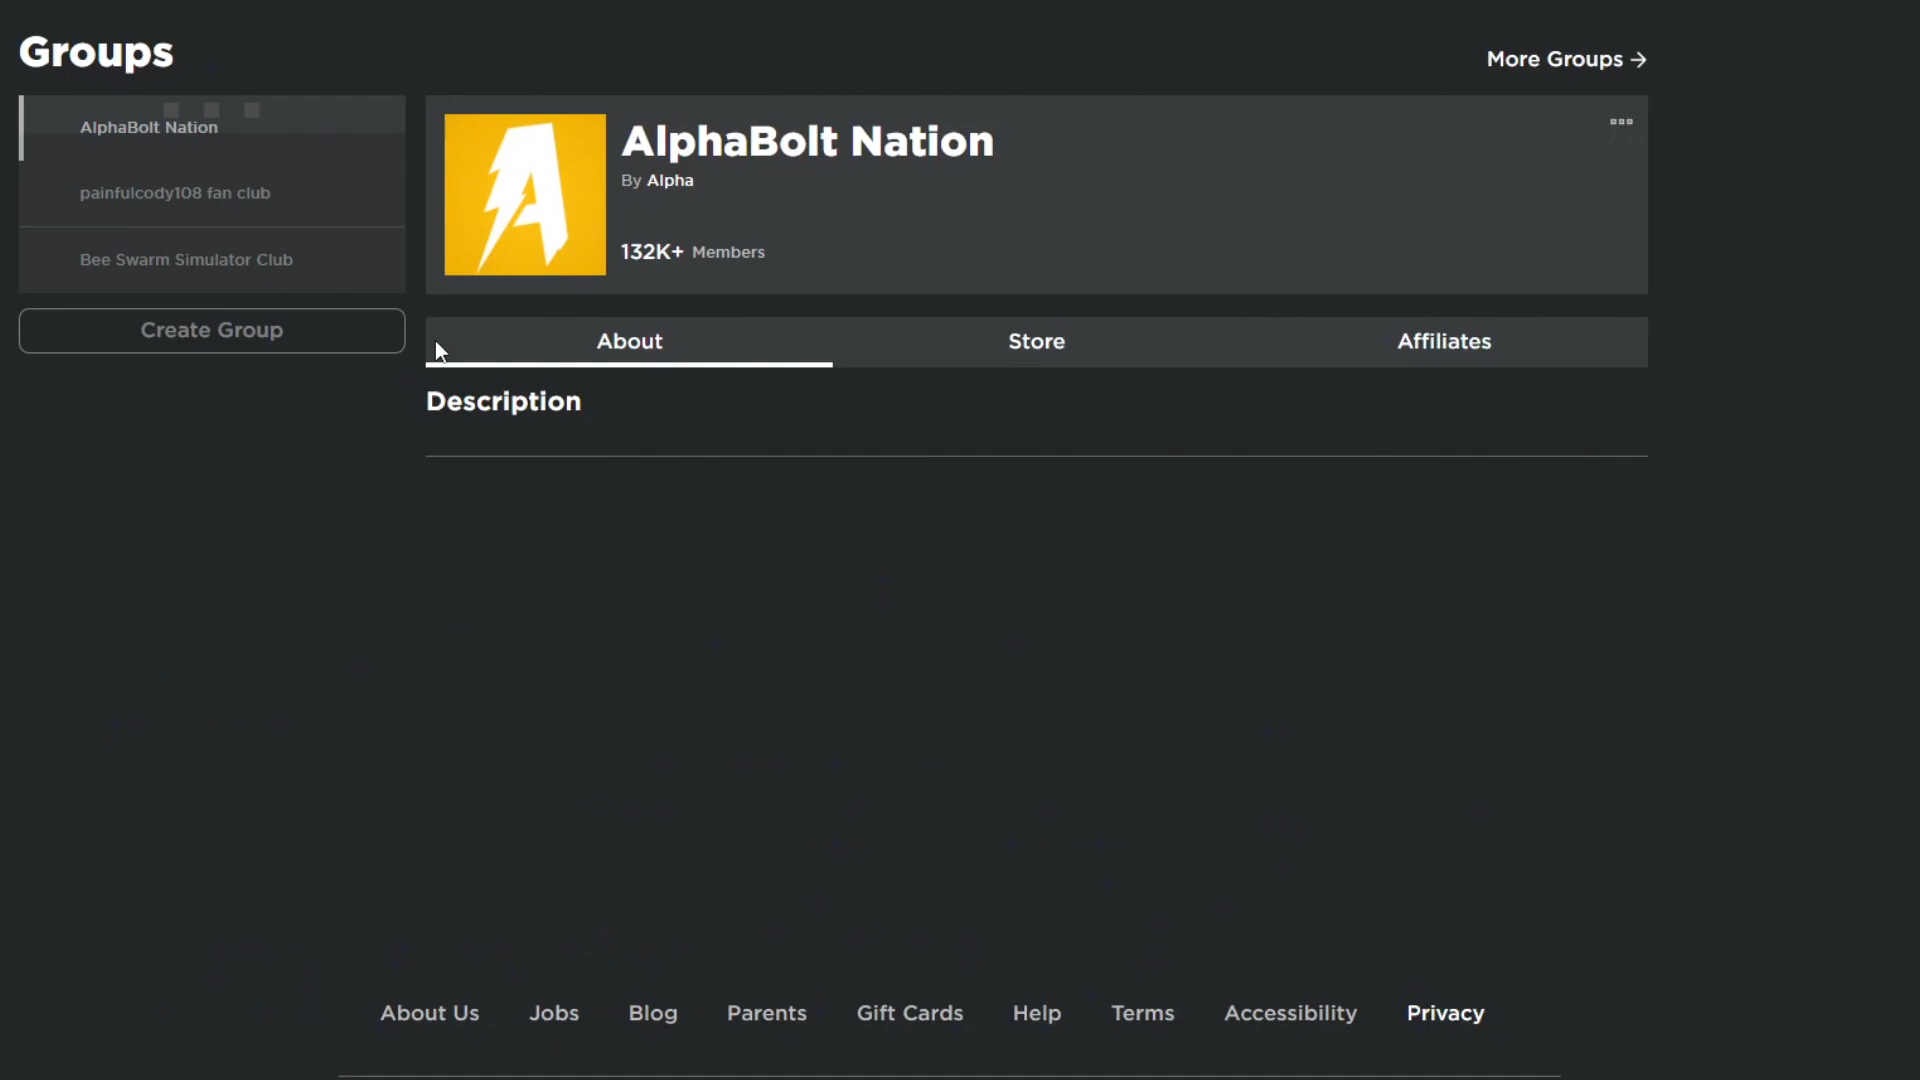 Groups
More Groups →
AlphaBolt Nation
painfulcody108 fan club
Bee Swarm Simulator Club
Create Group
A
AlphaBolt Nation
By Alpha
132K+ Members
About Store Affiliates
Description
About Us Jobs Blog Parents Gift Cards Help Terms Accessibility Privacy